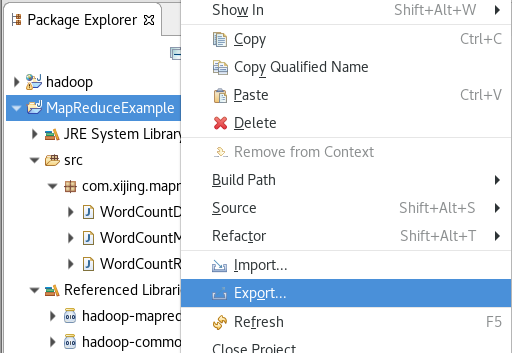 Package Explorer
hadoop
MapReduceExample
JRE System Library
src
com.xijing.mapr
WordCountD
WordCountM
WordCountR
Referenced Librari
hadoop-mapred
hadoop-commo
Show In Shift+Alt+W
Copy Ctrl+C
Copy Qualified Name
Paste Ctrl+V
Delete
Remove from Context
Build Path
Source Shift+Alt+S
Refactor Shift+Alt+T
Import...
Export...
Refresh F5
Close Project